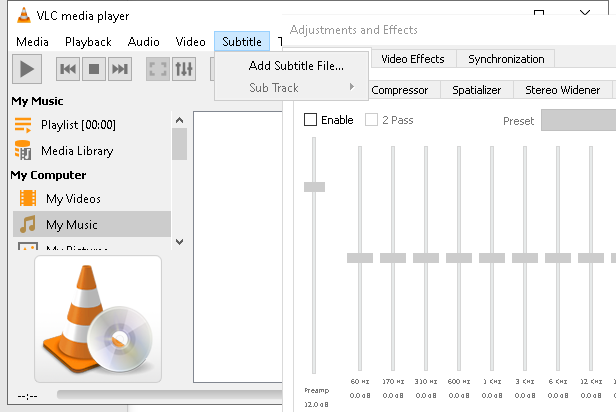 VLC media player
Media Playback Audio Video Subtitle
Add Subtitle File...
Sub Track
My Music
Playlist [00:00]
Media Library
My Computer
My Videos
My Music
My Pictures
--:--
Adjustments and Effects
Video Effects Synchronization
Compressor Spatializer Stereo Widener
Enable 2 Pass Preset
60 Hz 170 Hz 310 Hz 600 Hz 1 KHz 3 KHz 6 KHz 12 KHz
Preamp 0.0 dB 0.0 dB 0.0 dB 0.0 dB 0.0 dB 0.0 dB 0.0 dB 0.0 dB
12.0 dB